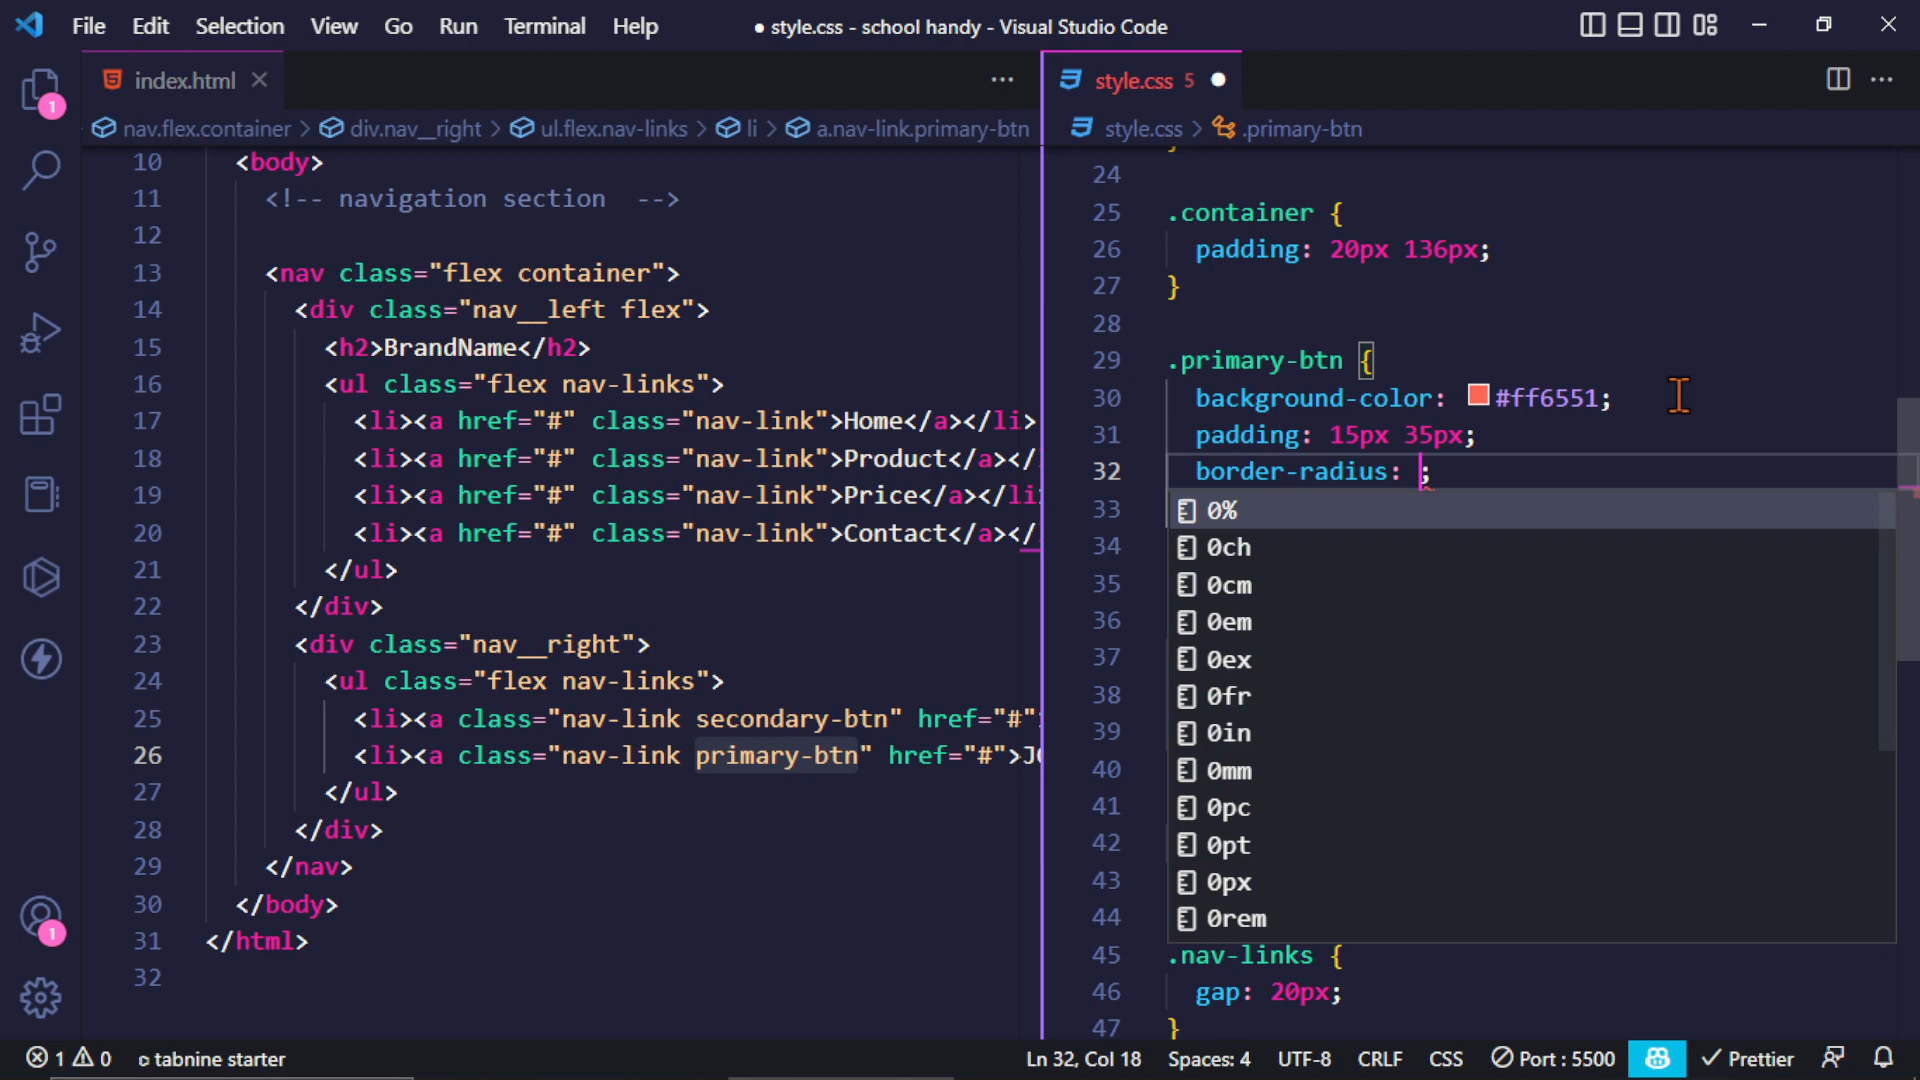 File Edit Selection View Go Run Terminal Help ● style.css - school handy - Visual Studio Code
index.html
style.css 5
nav.flex.container > div.nav__right > ul.flex.nav-links > li > a.nav-link.primary-btn
style.css > .primary-btn
1
10 <body>
11 <!-- navigation section -->
12
13 <nav class="flex container">
14 <div class="nav__left flex">
15 <h2>BrandName</h2>
16 <ul class="flex nav-links">
17 <li><a href="#" class="nav-link">Home</a></li>
18 <li><a href="#" class="nav-link">Product</a></
19 <li><a href="#" class="nav-link">Price</a></li
20 <li><a href="#" class="nav-link">Contact</a></
21 </ul>
22 </div>
23 <div class="nav__right">
24 <ul class="flex nav-links">
25 <li><a class="nav-link secondary-btn" href="#"
26 <li><a class="nav-link primary-btn" href="#">J
27 </ul>
28 </div>
29 </nav>
30 </body>
31 </html>
32
24
25 .container {
26 padding: 20px 136px;
27 }
28
29 .primary-btn {
30 background-color: #ff6551;
31 padding: 15px 35px;
32 border-radius: ;
33 0%
34 0ch
35 0cm
36 0em
37 0ex
38 0fr
39 0in
40 0mm
41 0pc
42 0pt
43 0px
44 0rem
45 .nav-links {
46 gap: 20px;
47 }
1
1 0 tabnine starter
Ln 32, Col 18 Spaces: 4 UTF-8 CRLF CSS Port : 5500 Prettier